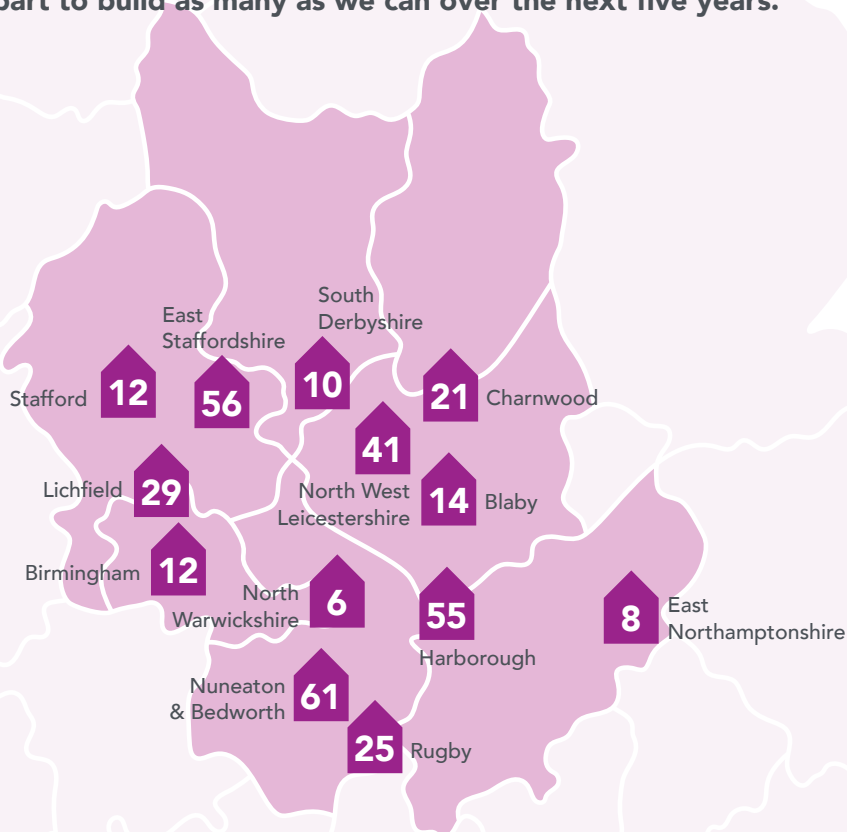 part to build as many as we can over the next five years.
South
Derbyshire
10
East
Staffordshire
56
Stafford
12
21
Charnwood
41
North West
Leicestershire
14
Blaby
Lichfield
29
Birmingham
12
North
Warwickshire
6
55
Harborough
8
East
Northamptonshire
Nuneaton
& Bedworth
61
25
Rugby